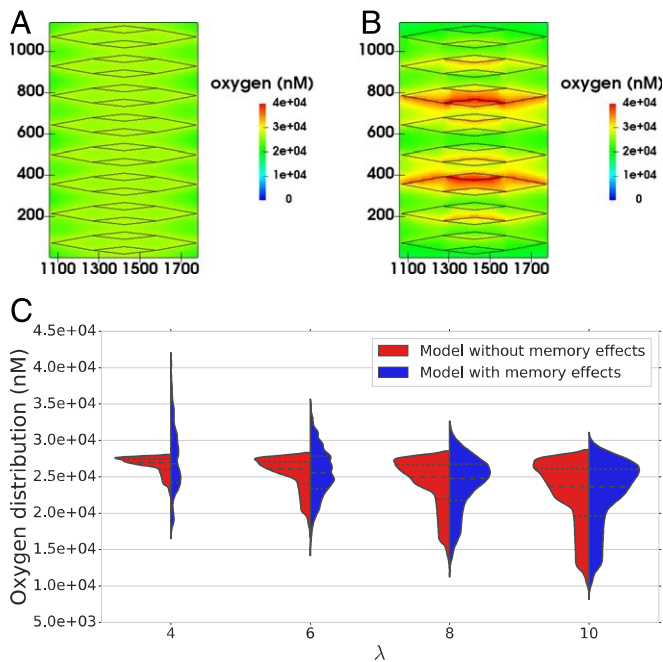 A
1000
800
600
400
200
1100 1300 1500 1700
oxygen (nM)
4e+04
3e+04
2e+04
1e+04
0
B
1000
800
600
400
200
1100 1300 1500 1700
oxygen (nM)
4e+04
3e+04
2e+04
1e+04
0
C
Oxygen distribution (nM)
4.5e+04
4.0e+04
3.5e+04
3.0e+04
2.5e+04
2.0e+04
1.5e+04
1.0e+04
5.0e+03
Model without memory effects
Model with memory effects
4 6 8 10
λ